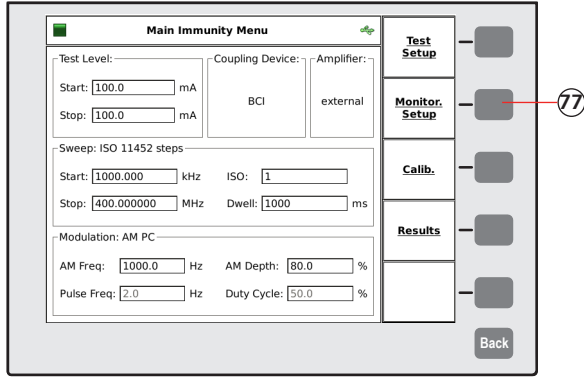 Main Immunity Menu
Test Level:
Start: 100.0 mA
Stop: 100.0 mA
Coupling Device:
BCI
Amplifier:
external
Sweep: ISO 11452 steps
Start: 1000.000 kHz ISO: 1
Stop: 400.000000 MHz Dwell: 1000 ms
Modulation: AM PC
AM Freq: 1000.0 Hz AM Depth: 80.0 %
Pulse Freq: 2.0 Hz Duty Cycle: 50.0 %
Test
Setup
Monitor.
Setup
77
Calib.
Results
Back